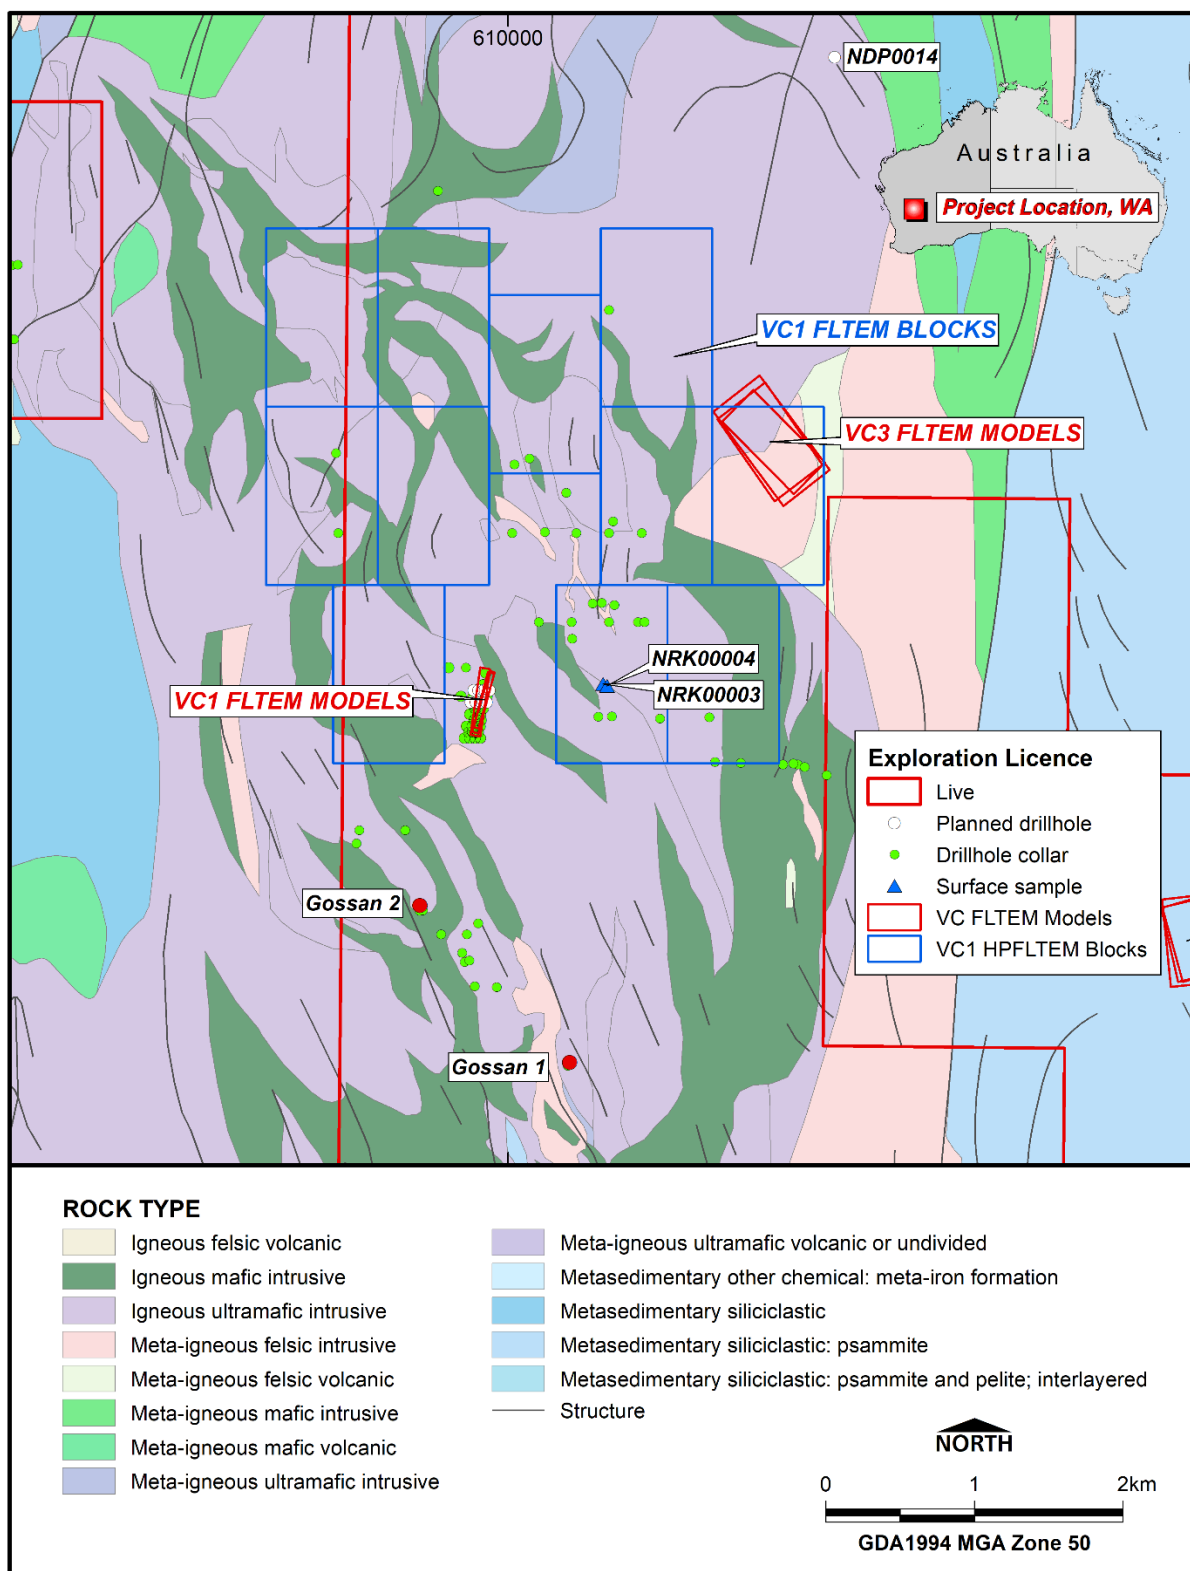 610000
NDP0014
Australia
Project Location, WA
VC1 FLTEM BLOCKS
VC3 FLTEM MODELS
NRK00004
NRK00003
VC1 FLTEM MODELS
Gossan 2
Gossan 1
Exploration Licence
Live
Planned drillhole
Drillhole collar
Surface sample
VC FLTEM Models
VC1 HPFLTEM Blocks
ROCK TYPE
Igneous felsic volcanic
Igneous mafic intrusive
Igneous ultramafic intrusive
Meta-igneous felsic intrusive
Meta-igneous felsic volcanic
Meta-igneous mafic intrusive
Meta-igneous mafic volcanic
Meta-igneous ultramafic intrusive
Meta-igneous ultramafic volcanic or undivided
Metasedimentary other chemical: meta-iron formation
Metasedimentary siliciclastic
Metasedimentary siliciclastic: psammite
Metasedimentary siliciclastic: psammite and pelite; interlayered
Structure
NORTH
0 1 2km
GDA1994 MGA Zone 50